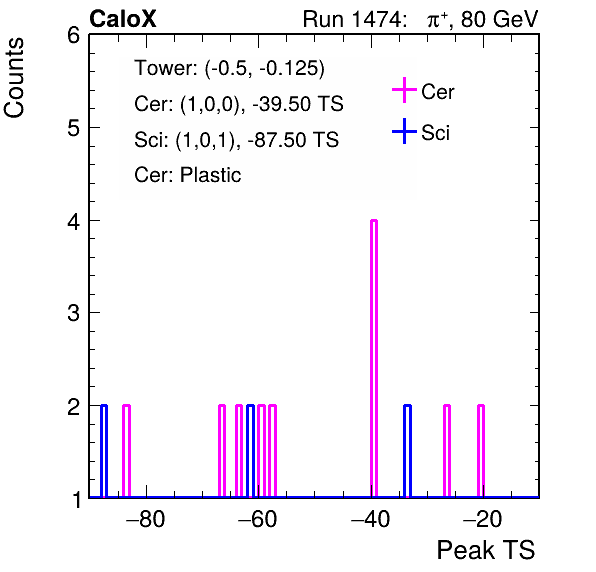 CaloX Run 1474: π⁺, 80 GeV
Counts
6
5
4
3
2
1
Tower: (-0.5, -0.125)
Cer: (1,0,0), -39.50 TS
Sci: (1,0,1), -87.50 TS
Cer: Plastic
Cer
Sci
−80 −60 −40 −20
Peak TS